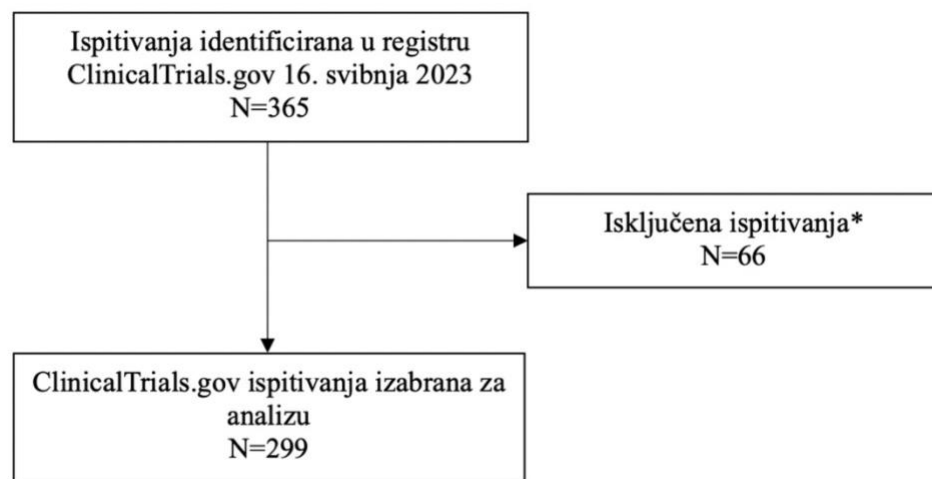 Ispitivanja identificirana u registru
ClinicalTrials.gov 16. svibnja 2023
N=365
Isključena ispitivanja*
N=66
ClinicalTrials.gov ispitivanja izabrana za
analizu
N=299